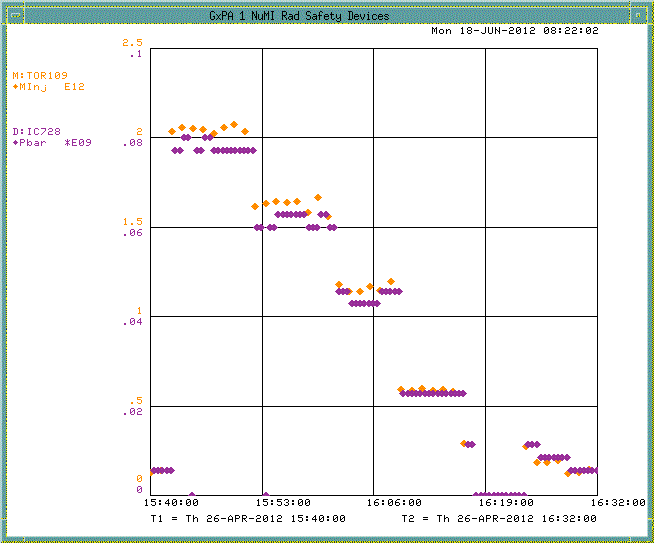 GxPA 1 NuMI Rad Safety Devices
Mon 18-JUN-2012 08:22:02
2.5
.1
M:TOR109
MInj E12
D:IC728
Pbar *E09
2
.08
1.5
.06
1
.04
.5
.02
0
0
15:40:00 15:53:00 16:06:00 16:19:00 16:32:00
T1 = Th 26-APR-2012 15:40:00 T2 = Th 26-APR-2012 16:32:00